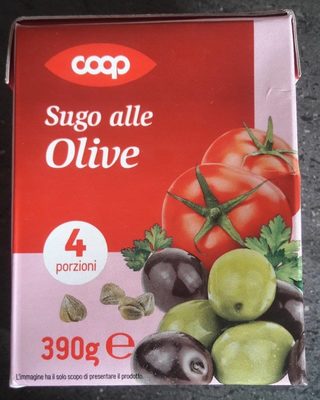 coop
Sugo alle
Olive
4
porzioni
390g ℮
L'immagine ha il solo scopo di presentare il prodotto.